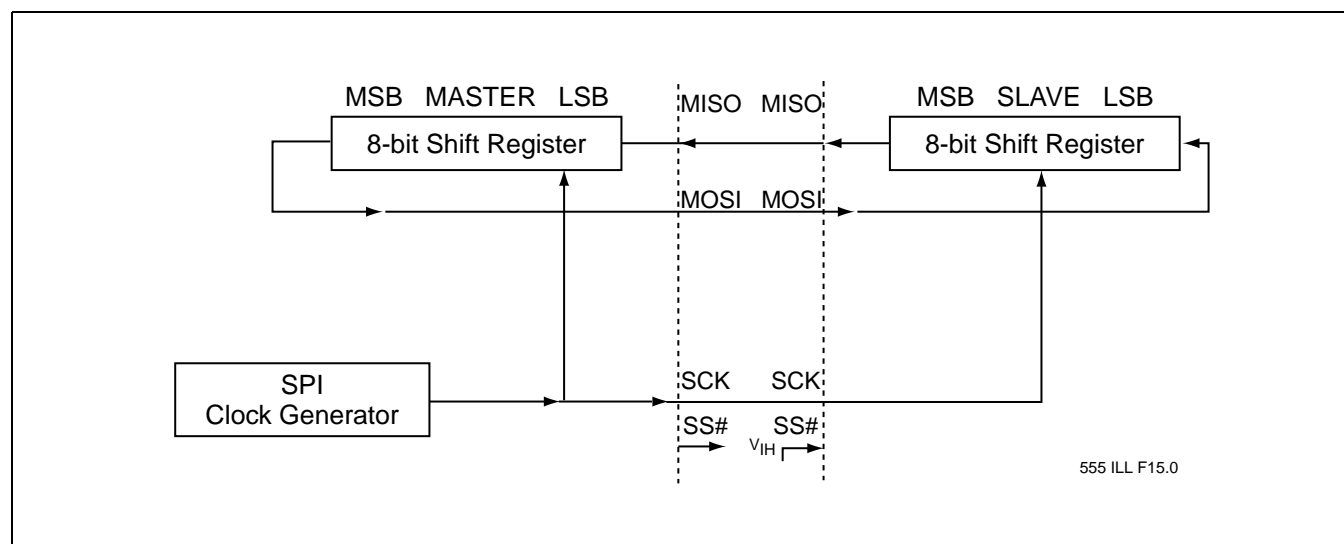 MSB MASTER LSB
8-bit Shift Register
MISO MISO
MSB SLAVE LSB
8-bit Shift Register
MOSI MOSI
SPI
Clock Generator
SCK SCK
SS# SS#
VIH
555 ILL F15.0